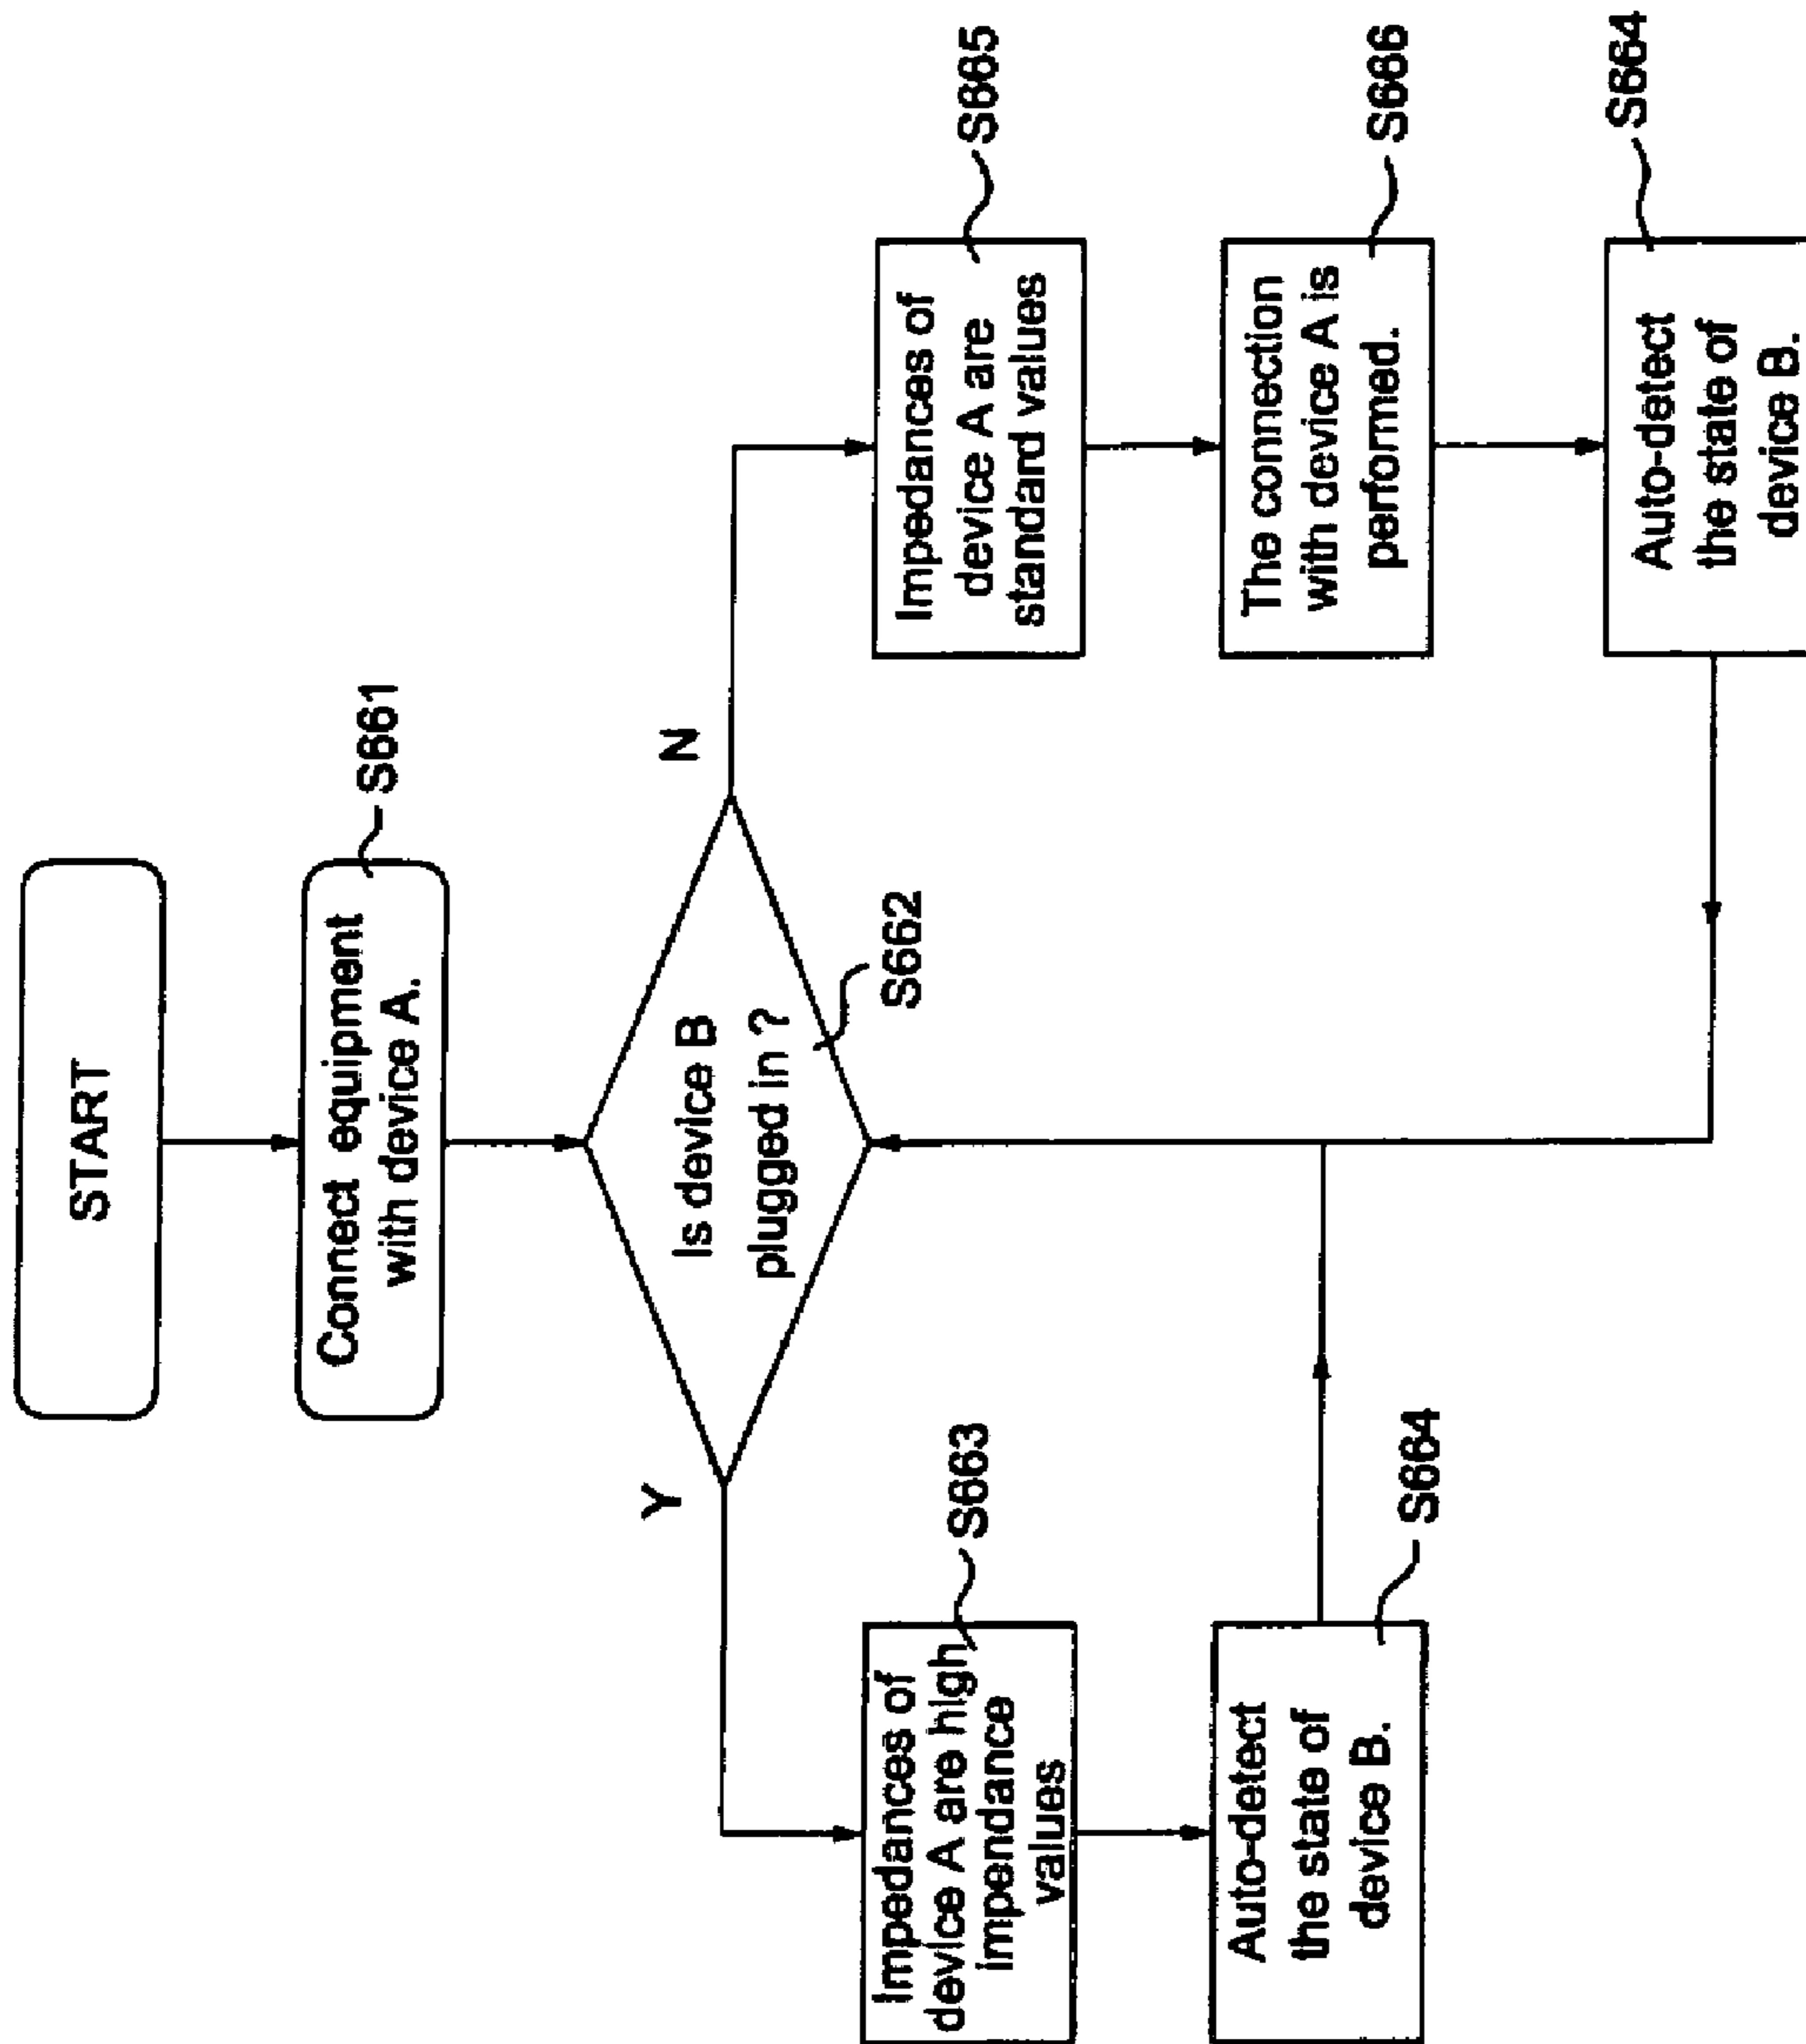 START
Connect equipment
with device A.
S661
Is device B
plugged in ?
S662
Y
N
Impedances of
device A are high
impendance
values
S663
Auto-detect
the state of
device B.
S664
Impedances of
device A are
standard values
S665
The connection
with device A is
performed.
S666
Auto-detect
the state of
device B.
S664